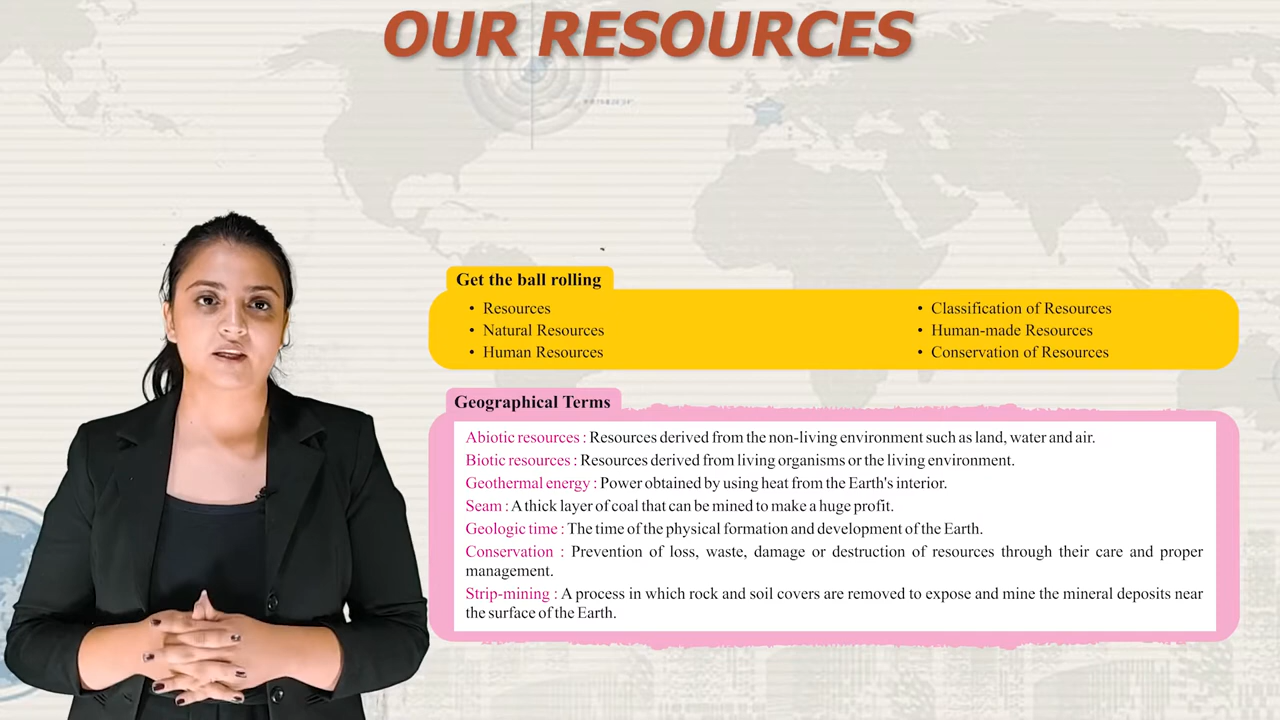 OUR RESOURCES
Get the ball rolling
• Resources
• Natural Resources
• Human Resources
• Classification of Resources
• Human-made Resources
• Conservation of Resources
Geographical Terms
Abiotic resources : Resources derived from the non-living environment such as land, water and air.
Biotic resources : Resources derived from living organisms or the living environment.
Geothermal energy : Power obtained by using heat from the Earth's interior.
Seam : A thick layer of coal that can be mined to make a huge profit.
Geologic time : The time of the physical formation and development of the Earth.
Conservation : Prevention of loss, waste, damage or destruction of resources through their care and proper
management.
Strip-mining : A process in which rock and soil covers are removed to expose and mine the mineral deposits near
the surface of the Earth.